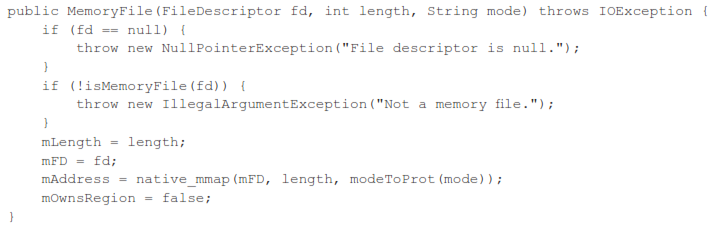 public MemoryFile(FileDescriptor fd, int length, String mode) throws IOException {
    if (fd == null) {
        throw new NullPointerException("File descriptor is null.");
    }
    if (!isMemoryFile(fd)) {
        throw new IllegalArgumentException("Not a memory file.");
    }
    mLength = length;
    mFD = fd;
    mAddress = native_mmap(mFD, length, modeToProt(mode));
    mOwnsRegion = false;
}